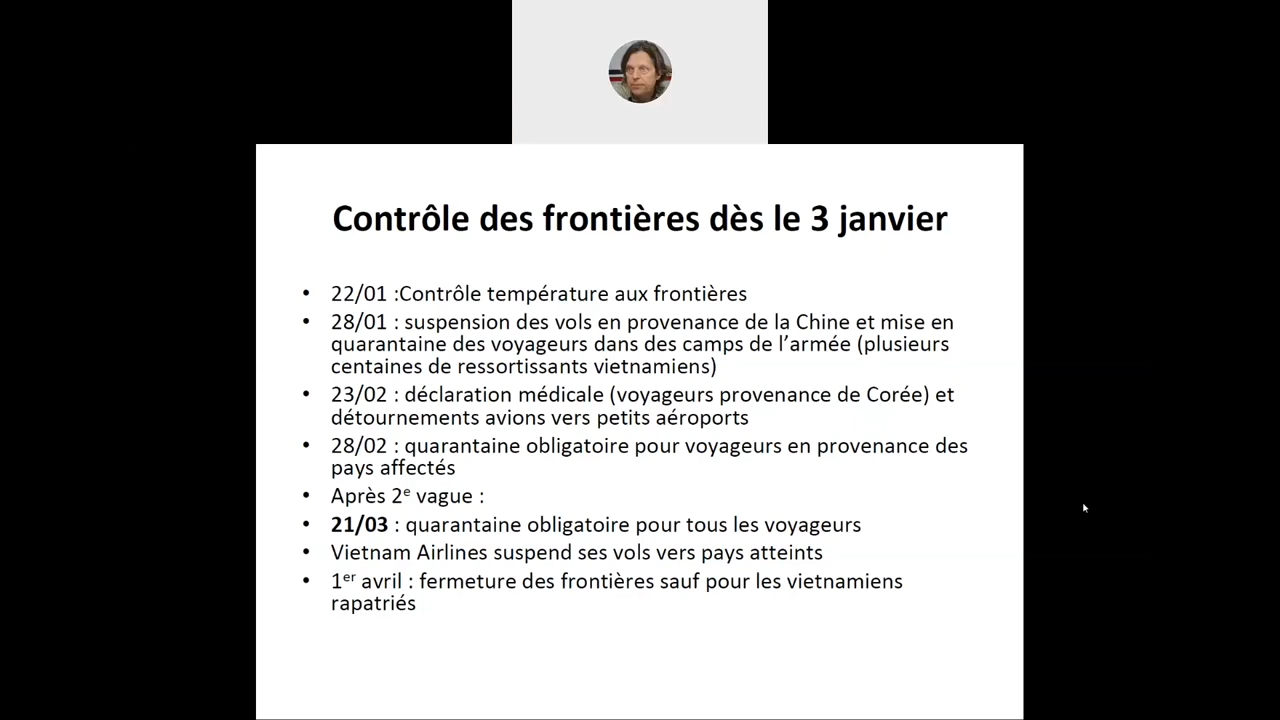 Contrôle des frontières dès le 3 janvier
• 22/01 :Contrôle température aux frontières
• 28/01 : suspension des vols en provenance de la Chine et mise en
quarantaine des voyageurs dans des camps de l’armée (plusieurs
centaines de ressortissants vietnamiens)
• 23/02 : déclaration médicale (voyageurs provenance de Corée) et
détournements avions vers petits aéroports
• 28/02 : quarantaine obligatoire pour voyageurs en provenance des
pays affectés
• Après 2e vague :
• 21/03 : quarantaine obligatoire pour tous les voyageurs
• Vietnam Airlines suspend ses vols vers pays atteints
• 1er avril : fermeture des frontières sauf pour les vietnamiens
rapatriés